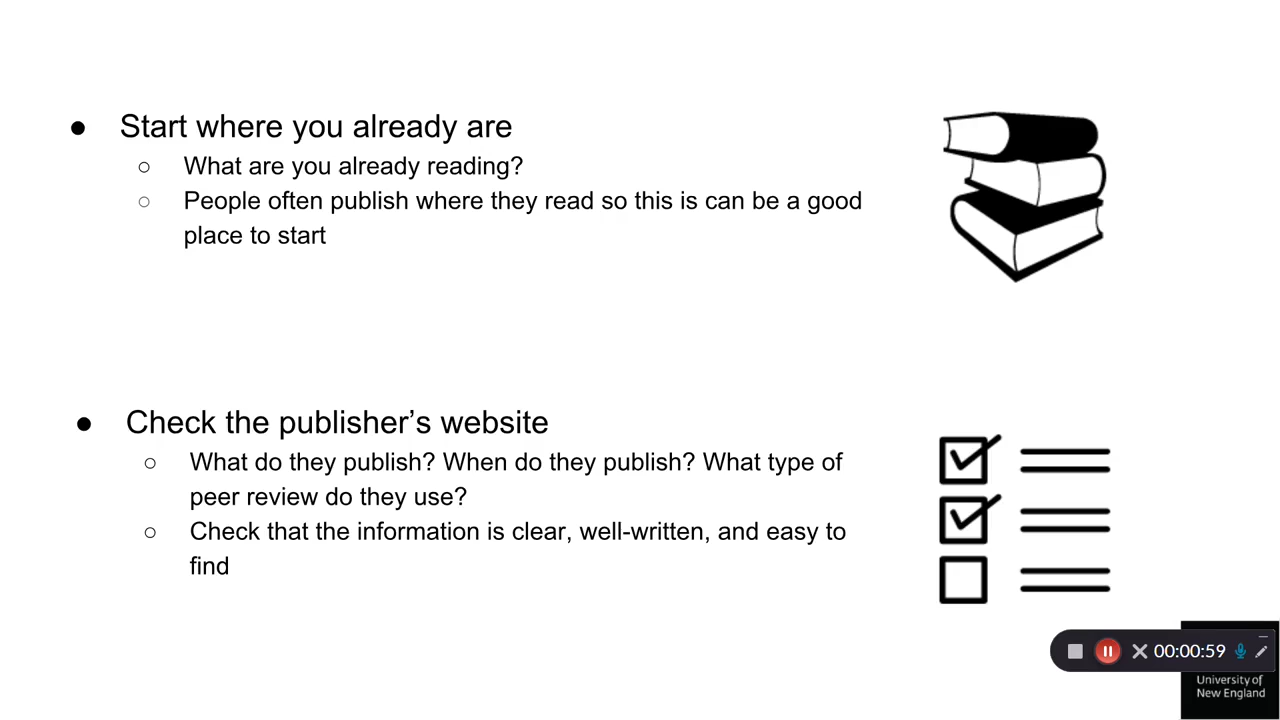 ● Start where you already are
○ What are you already reading?
○ People often publish where they read so this is can be a good
place to start
● Check the publisher’s website
○ What do they publish? When do they publish? What type of
peer review do they use?
○ Check that the information is clear, well-written, and easy to
find
00:00:59
University of
New England